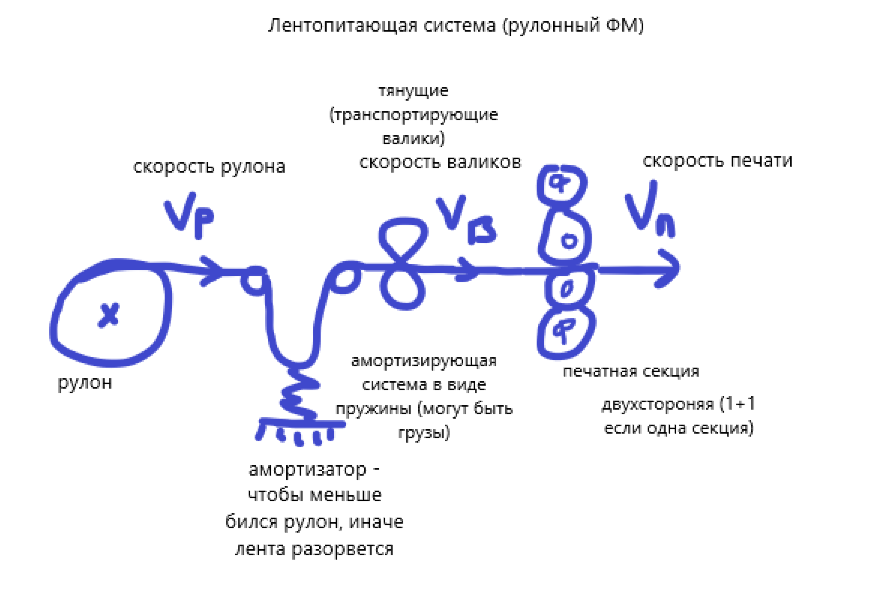 Лентопитающая система (рулонный ФМ)
тянущие
(транспортирующие
валики)
скорость рулона
скорость валиков
скорость печати
Vр
Vв
Vп
х
ф
о
о
ф
рулон
амортизирующая
система в виде
пружины (могут быть
грузы)
печатная секция
двухстороняя (1+1
если одна секция)
амортизатор -
чтобы меньше
бился рулон, иначе
лента разорвется